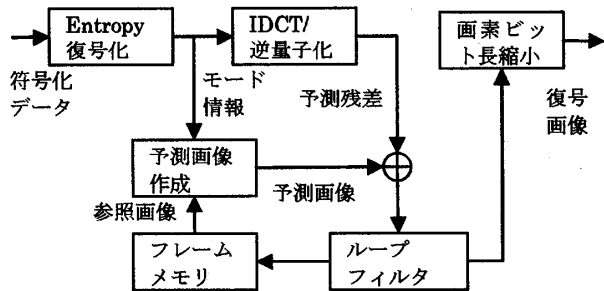 Entropy
復号化
IDCT/
逆量子化
画素ビッ
ト長縮小
符号化
データ
モード
情報
予測残差
復号
画像
予測画像
作成
予測画像
参照画像
フレーム
メモリ
ループ
フィルタ